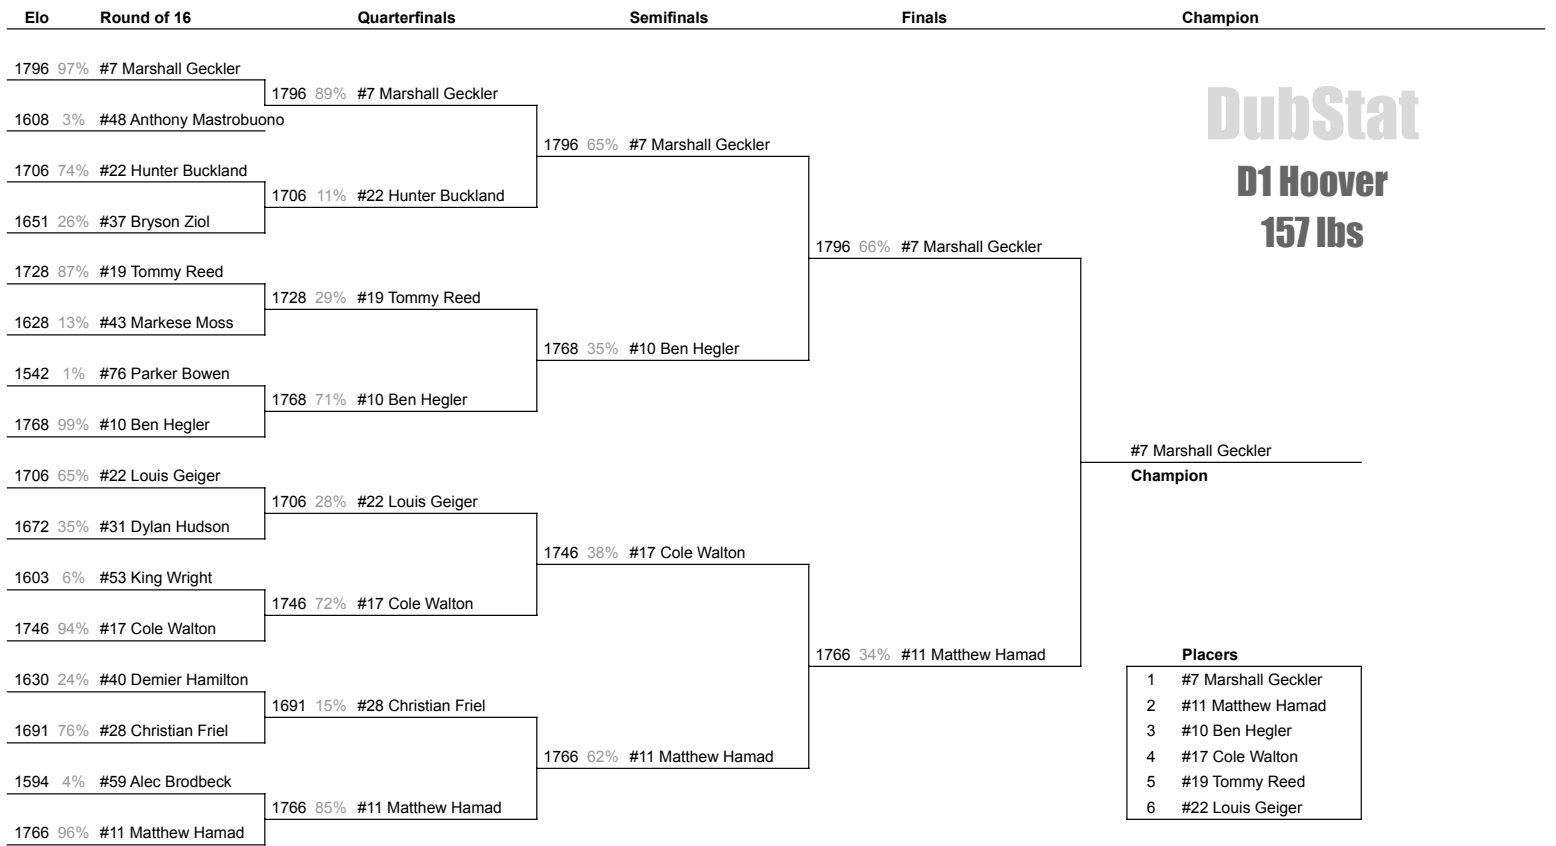 Elo Round of 16 Quarterfinals Semifinals Finals Champion
1796 97% #7 Marshall Geckler
1796 89% #7 Marshall Geckler
1608 3% #48 Anthony Mastrobuono
1796 65% #7 Marshall Geckler
1706 74% #22 Hunter Buckland
1706 11% #22 Hunter Buckland
1651 26% #37 Bryson Ziol
1796 66% #7 Marshall Geckler
1728 87% #19 Tommy Reed
1728 29% #19 Tommy Reed
1628 13% #43 Markese Moss
1768 35% #10 Ben Hegler
1542 1% #76 Parker Bowen
1768 71% #10 Ben Hegler
1768 99% #10 Ben Hegler
#7 Marshall Geckler
Champion
1706 65% #22 Louis Geiger
1706 28% #22 Louis Geiger
1672 35% #31 Dylan Hudson
1746 38% #17 Cole Walton
1603 6% #53 King Wright
1746 72% #17 Cole Walton
1746 94% #17 Cole Walton
1766 34% #11 Matthew Hamad
1630 24% #40 Demier Hamilton
1691 15% #28 Christian Friel
1691 76% #28 Christian Friel
1766 62% #11 Matthew Hamad
1594 4% #59 Alec Brodbeck
1766 85% #11 Matthew Hamad
1766 96% #11 Matthew Hamad
DubStat
D1 Hoover
157 lbs
Placers
1 #7 Marshall Geckler
2 #11 Matthew Hamad
3 #10 Ben Hegler
4 #17 Cole Walton
5 #19 Tommy Reed
6 #22 Louis Geiger